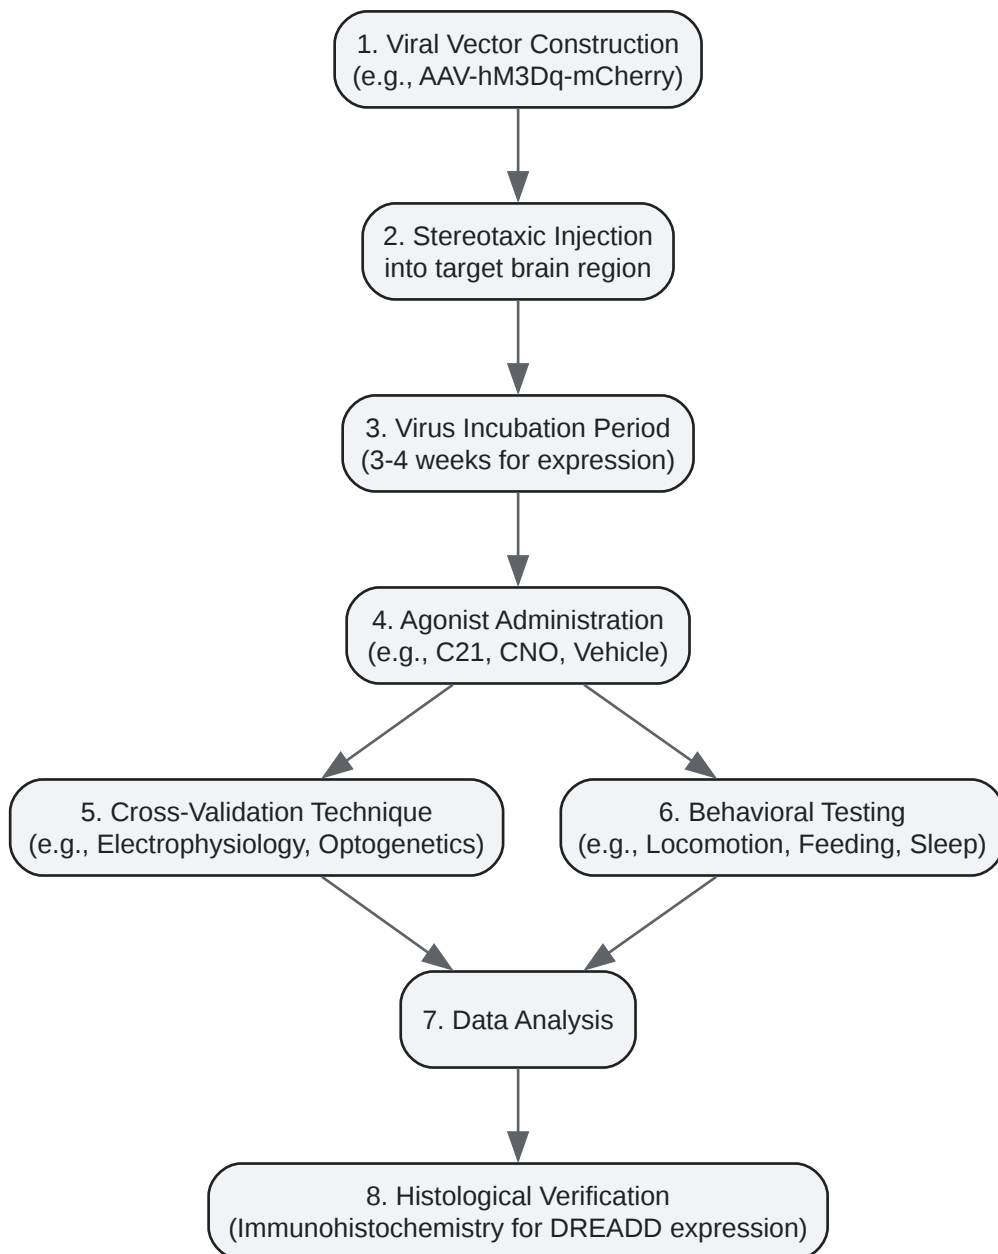 1. Viral Vector Construction
(e.g., AAV-hM3Dq-mCherry)
2. Stereotaxic Injection
into target brain region
3. Virus Incubation Period
(3-4 weeks for expression)
4. Agonist Administration
(e.g., C21, CNO, Vehicle)
5. Cross-Validation Technique
(e.g., Electrophysiology, Optogenetics)
6. Behavioral Testing
(e.g., Locomotion, Feeding, Sleep)
7. Data Analysis
8. Histological Verification
(Immunohistochemistry for DREADD expression)